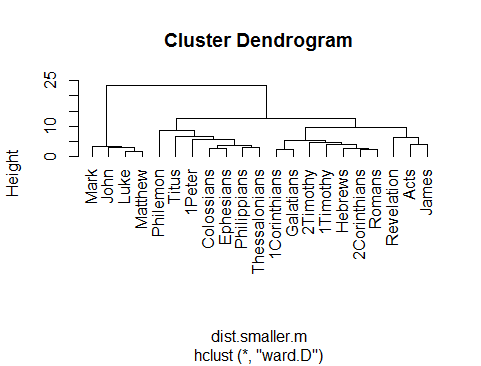 Cluster Dendrogram
Height
25
10
0
Mark
John
Luke
Matthew
Philemon
Titus
1Peter
Colossians
Ephesians
Philippians
Thessalonians
1Corinthians
Galatians
2Timothy
1Timothy
Hebrews
2Corinthians
Romans
Revelation
Acts
James
dist.smaller.m
hclust (*, "ward.D")